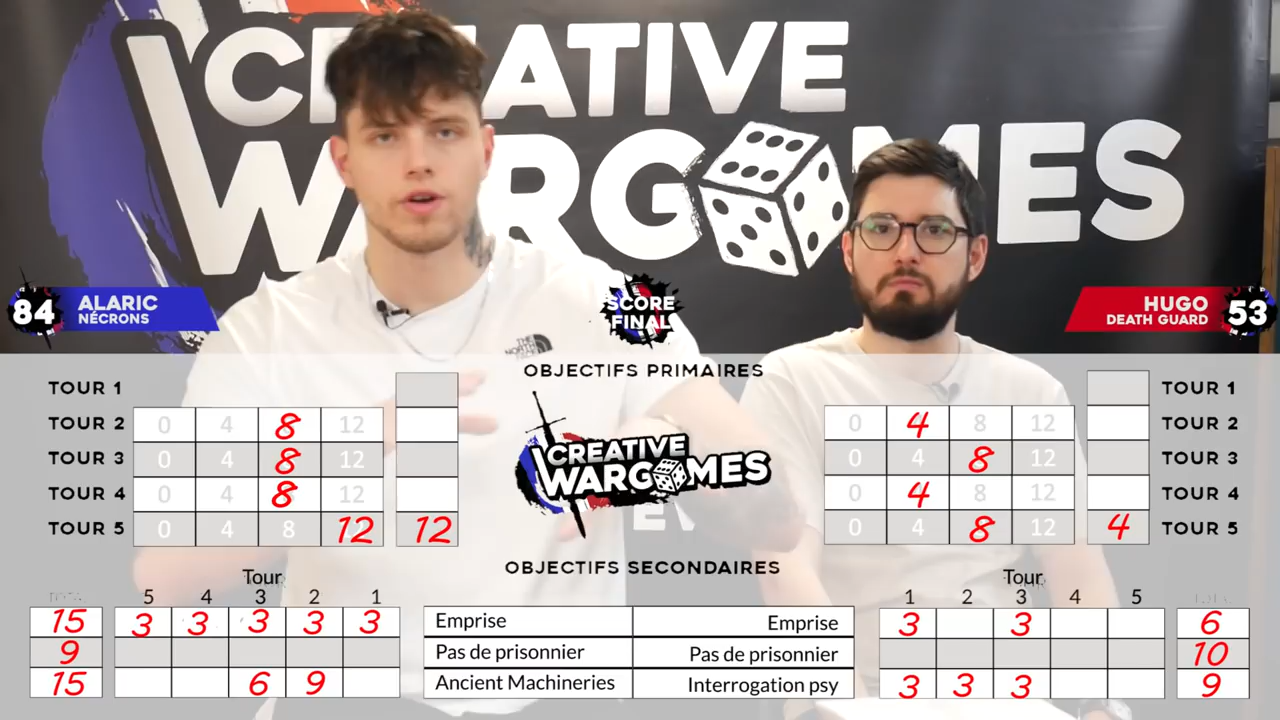 CREATIVE
WARGAMES
84 ALARIC
NÉCRONS
SCORE
FINAL
HUGO 53
DEATH GUARD
THE
NORTH
FACE
OBJECTIFS PRIMAIRES
TOUR 1
TOUR 2 0 4 8 12
TOUR 3 0 4 8 12
TOUR 4 0 4 8 12
TOUR 5 0 4 8 12 12
CREATIVE
WARGAMES
TOUR 1
0 4 8 12 TOUR 2
0 4 8 12 TOUR 3
0 4 8 12 TOUR 4
0 4 8 12 4 TOUR 5
OBJECTIFS SECONDAIRES
Tour
5 4 3 2 1
15 3 3 3 3 3 Emprise
9 Pas de prisonnier
15 6 9 Ancient Machineries
Tour
1 2 3 4 5
Emprise 3 3 6
Pas de prisonnier 10
Interrogation psy 3 3 3 9